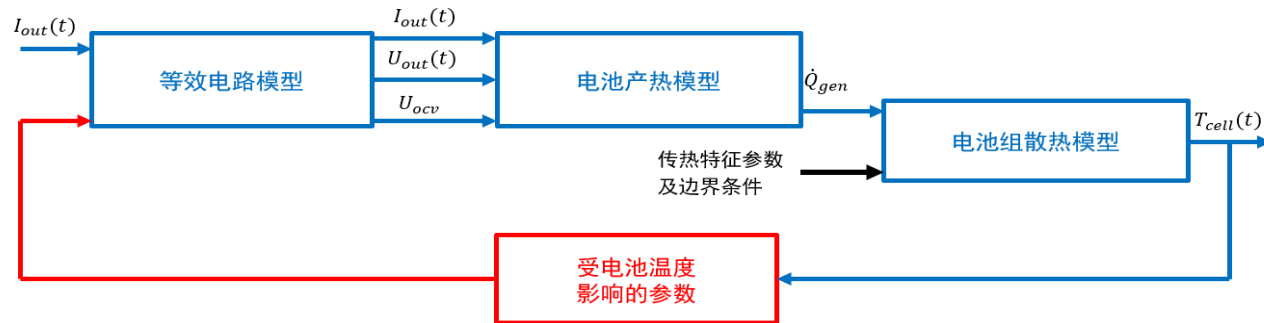 I_out(t)
等效电路模型
I_out(t)
U_out(t)
U_ocv
电池产热模型
Q̇_gen
电池组散热模型
T_cell(t)
传热特征参数
及边界条件
受电池温度
影响的参数